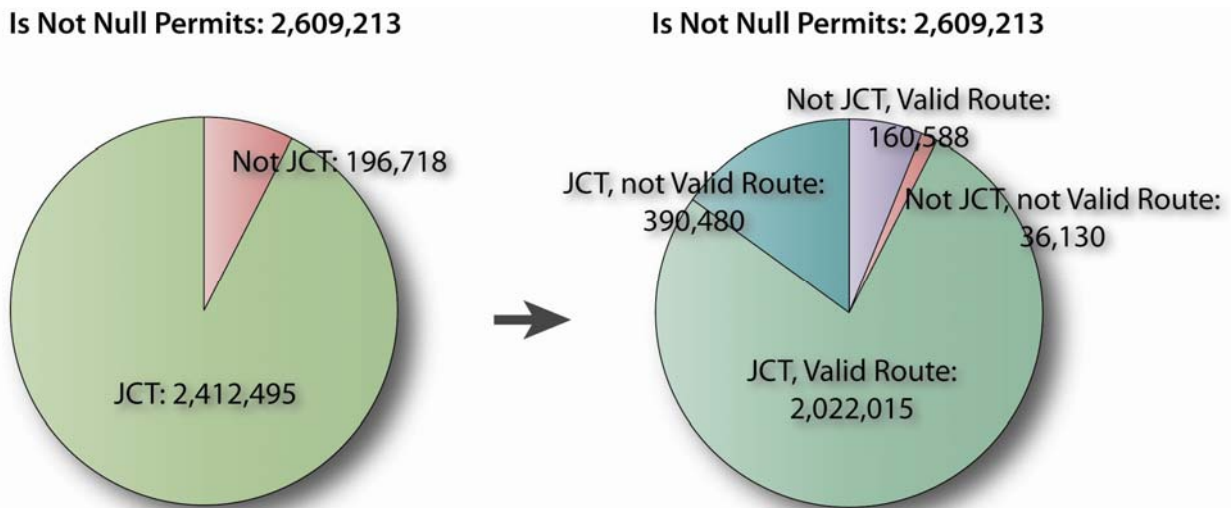 Is Not Null Permits: 2,609,213
Not JCT: 196,718
JCT: 2,412,495
Is Not Null Permits: 2,609,213
Not JCT, Valid Route:
160,588
JCT, not Valid Route:
390,480
Not JCT, not Valid Route:
36,130
JCT, Valid Route:
2,022,015